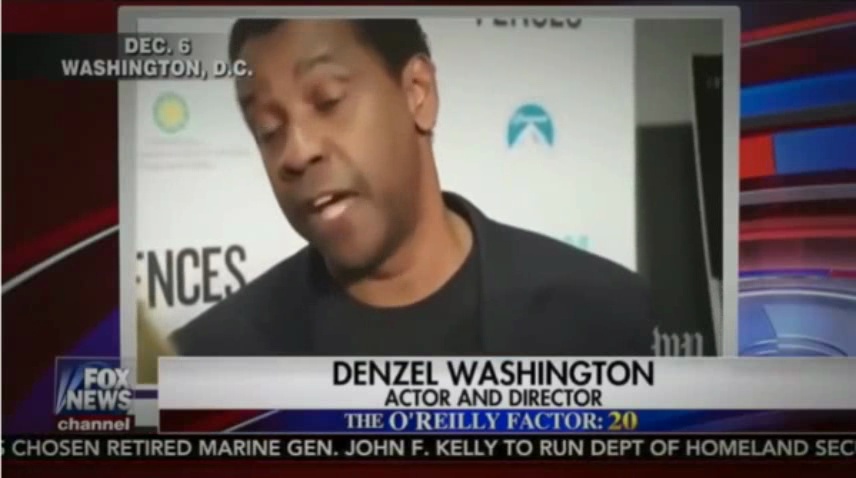 DEC. 6
WASHINGTON, D.C.
FENCES
Paramount
ENCES
DENZEL WASHINGTON
ACTOR AND DIRECTOR
FOX
NEWS
channel
THE O'REILLY FACTOR: 20
S CHOSEN RETIRED MARINE GEN. JOHN F. KELLY TO RUN DEPT OF HOMELAND SEC